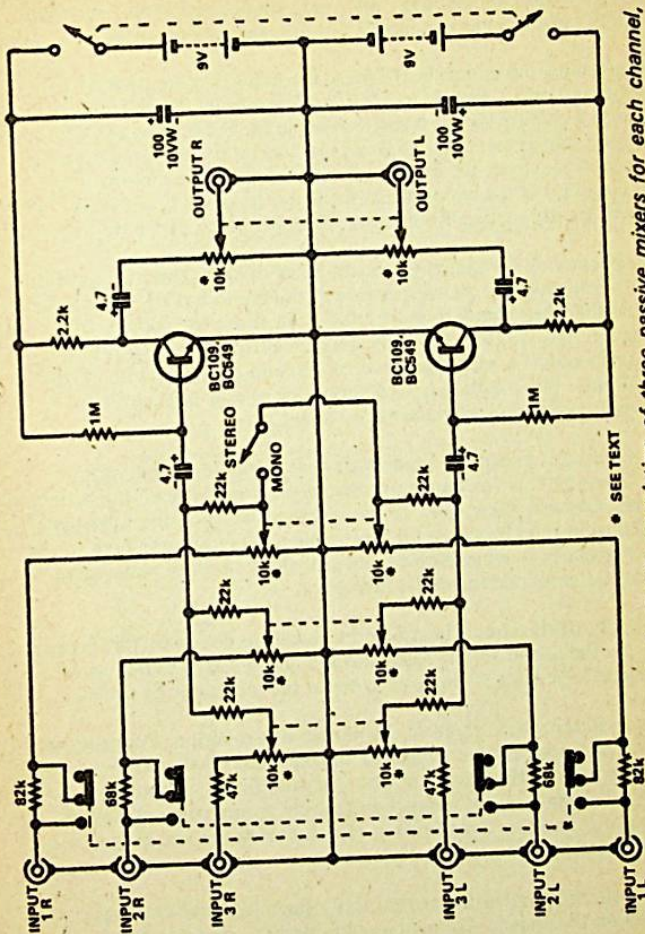 9V
100
10VW
+
OUTPUT R
4.7
+
-
2.2k
* 10k
1M
BC109,
BC549
4.7
-
+
STEREO
MONO
22k
10k *
82k
22k
10k *
68k
22k
10k *
47k
INPUT
1 R
INPUT
2 R
INPUT
3 R
9V
100
10VW
+
OUTPUT L
* 10k
4.7
+
-
2.2k
BC109,
BC549
1M
4.7
-
+
22k
10k *
22k
10k *
22k
10k *
47k
68k
82k
INPUT
3 L
INPUT
2 L
INPUT
1 L
* SEE TEXT
of three passive mixers for each channel,